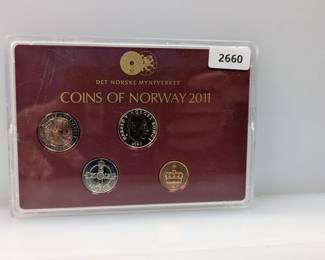 2660
DET NORSKE MYNTVERKET
COINS OF NORWAY 2011